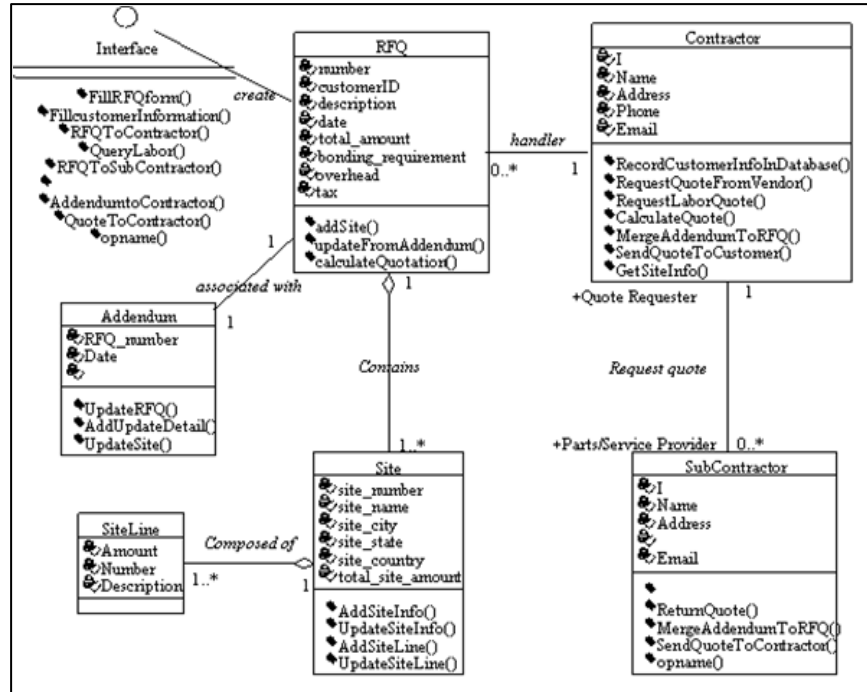 Interface
FillRFQform()
FillcustomerInformation()
RFQToContractor()
QueryLabor()
RFQToSubContractor()
AddendumtoContractor()
QuoteToContractor()
opname()
create
RFQ
number
customerID
description
date
total_amount
bonding_requirement
overhead
tax
addSite()
updateFromAddendum()
calculateQuotation()
handler
0..*
1
Contractor
I
Name
Address
Phone
Email
RecordCustomerInfoInDatabase()
RequestQuoteFromVendor()
RequestLaborQuote()
CalculateQuote()
MergeAddendumToRFQ()
SendQuoteToCustomer()
GetSiteInfo()
1
associated with
1
Addendum
RFQ_number
Date
UpdateRFQ()
AddUpdateDetail()
UpdateSite()
1
Contains
1..*
+Quote Requester
1
Request quote
+Parts/Service Provider
0..*
Site
site_number
site_name
site_city
site_state
site_country
total_site_amount
AddSiteInfo()
UpdateSiteInfo()
AddSiteLine()
UpdateSiteLine()
SiteLine
Amount
Number
Description
Composed of
1..*
1
SubContractor
I
Name
Address
Email
ReturnQuote()
MergeAddendumToRFQ()
SendQuoteToContractor()
opname()